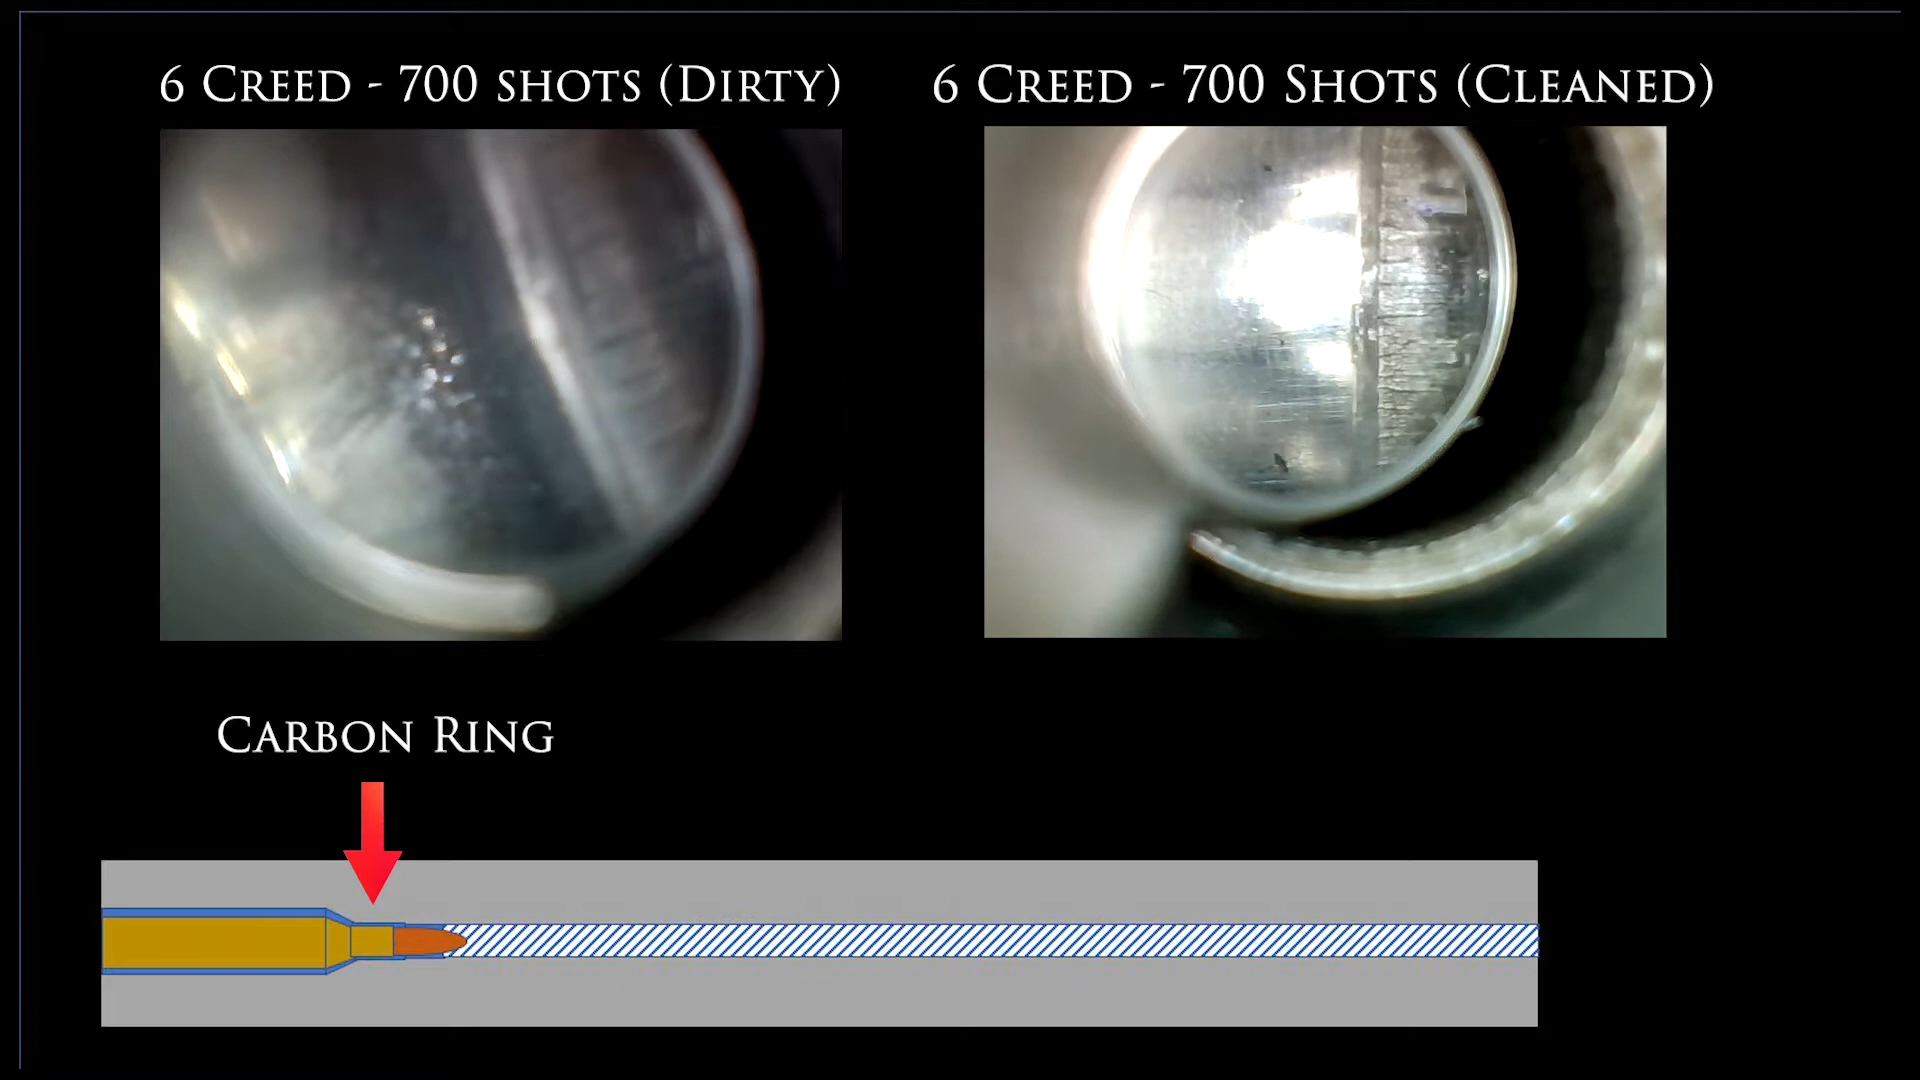 6 Creed - 700 shots (Dirty)
6 Creed - 700 Shots (Cleaned)
Carbon Ring